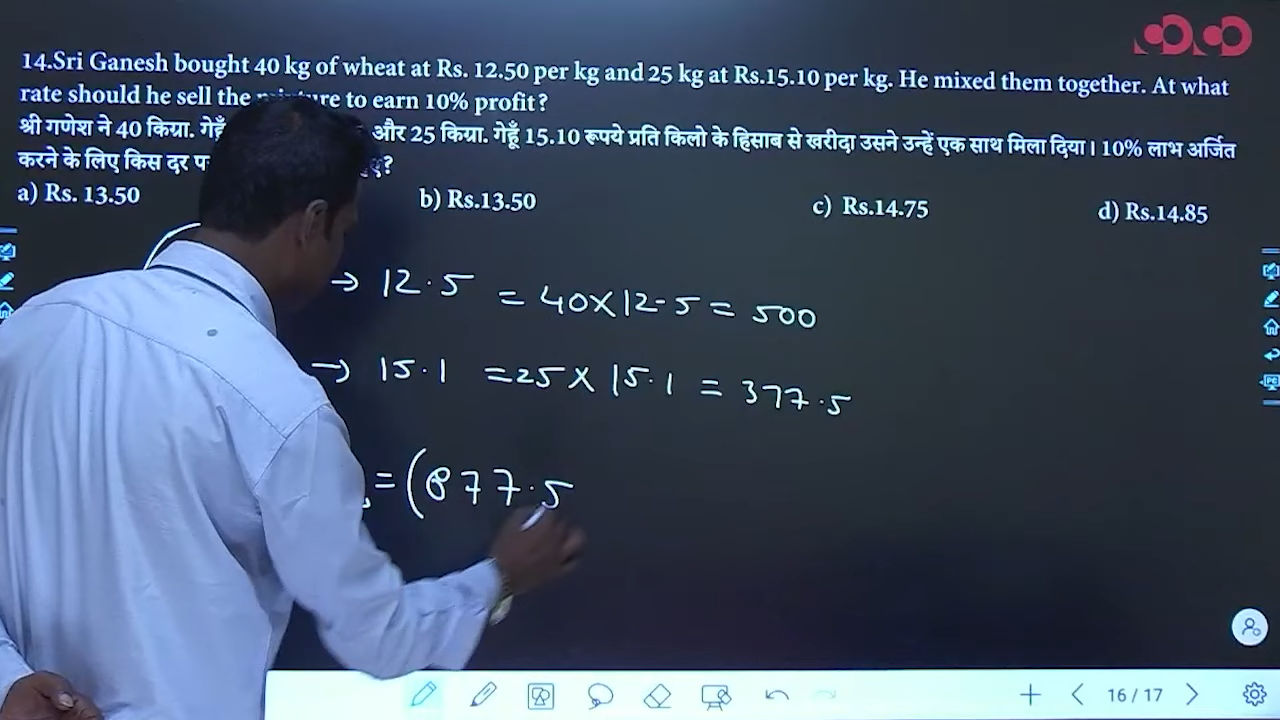 14.Sri Ganesh bought 40 kg of wheat at Rs. 12.50 per kg and 25 kg at Rs.15.10 per kg. He mixed them together. At what
rate should he sell the to earn 10% profit?
श्री गणेश ने 40 किग्रा. और 25 किग्रा. गेहूँ 15.10 रूपये प्रति किलो के हिसाब से खरीदा उसने उन्हें एक साथ मिला दिया। 10% लाभ अर्जित
करने के लिए किस दर
a) Rs. 13.50 b) Rs.13.50 c) Rs.14.75 d) Rs.14.85
→ 12.5 = 40×12.5 = 500
→ 15.1 =25 × 15.1 = 377.5
= (877.5
16 / 17